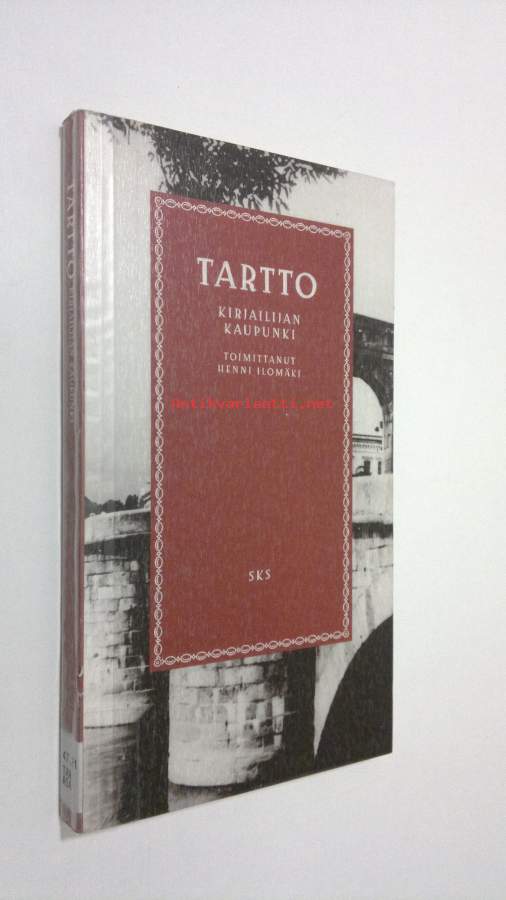 TARTTO
KIRJAILIJAN
KAUPUNKI
TOIMITTANUT
HENNI ILOMÄKI
antikvariaatti.net
SKS
TARTTO KIRJAILIJAN KAUPUNKI